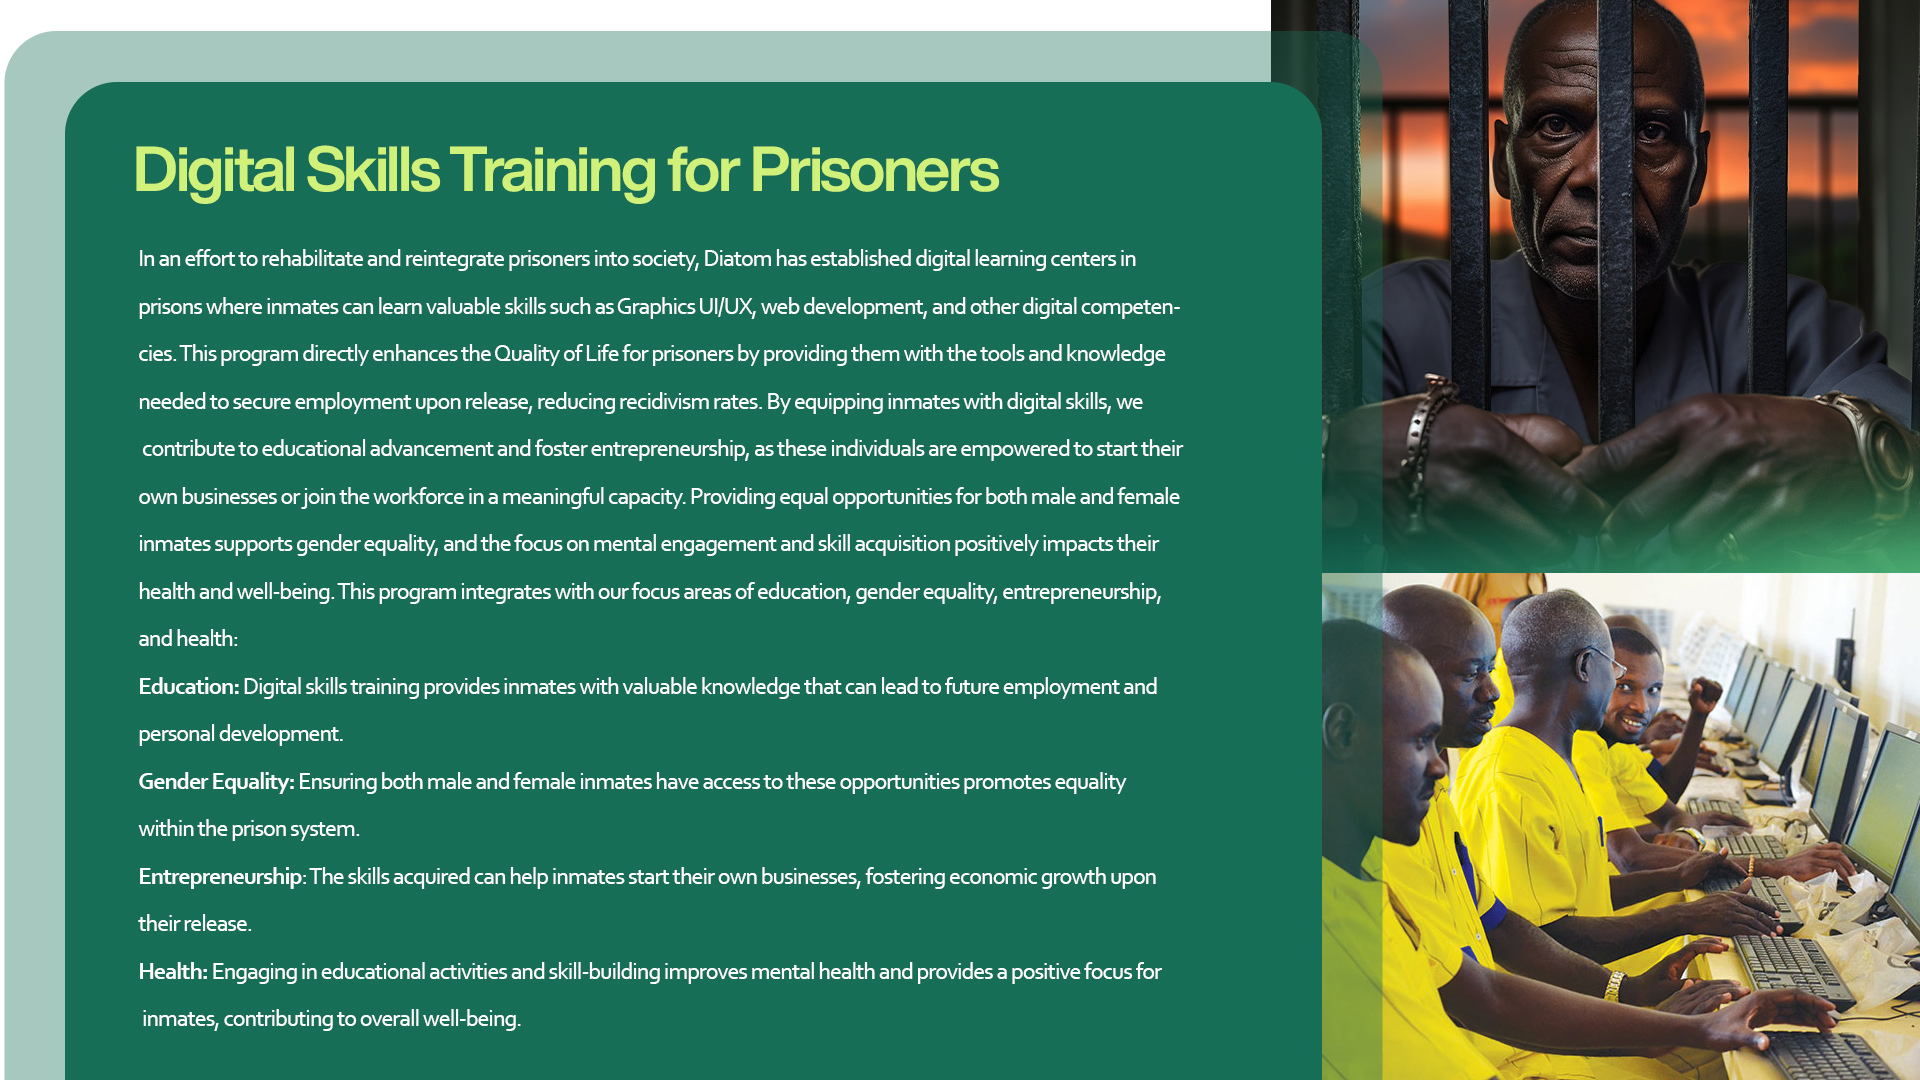 Digital Skills Training for Prisoners
In an effort to rehabilitate and reintegrate prisoners into society, Diatom has established digital learning centers in
prisons where inmates can learn valuable skills such as Graphics UI/UX, web development, and other digital competen-
cies. This program directly enhances the Quality of Life for prisoners by providing them with the tools and knowledge
needed to secure employment upon release, reducing recidivism rates. By equipping inmates with digital skills, we
contribute to educational advancement and foster entrepreneurship, as these individuals are empowered to start their
own businesses or join the workforce in a meaningful capacity. Providing equal opportunities for both male and female
inmates supports gender equality, and the focus on mental engagement and skill acquisition positively impacts their
health and well-being. This program integrates with our focus areas of education, gender equality, entrepreneurship,
and health:
Education: Digital skills training provides inmates with valuable knowledge that can lead to future employment and
personal development.
Gender Equality: Ensuring both male and female inmates have access to these opportunities promotes equality
within the prison system.
Entrepreneurship: The skills acquired can help inmates start their own businesses, fostering economic growth upon
their release.
Health: Engaging in educational activities and skill-building improves mental health and provides a positive focus for
inmates, contributing to overall well-being.